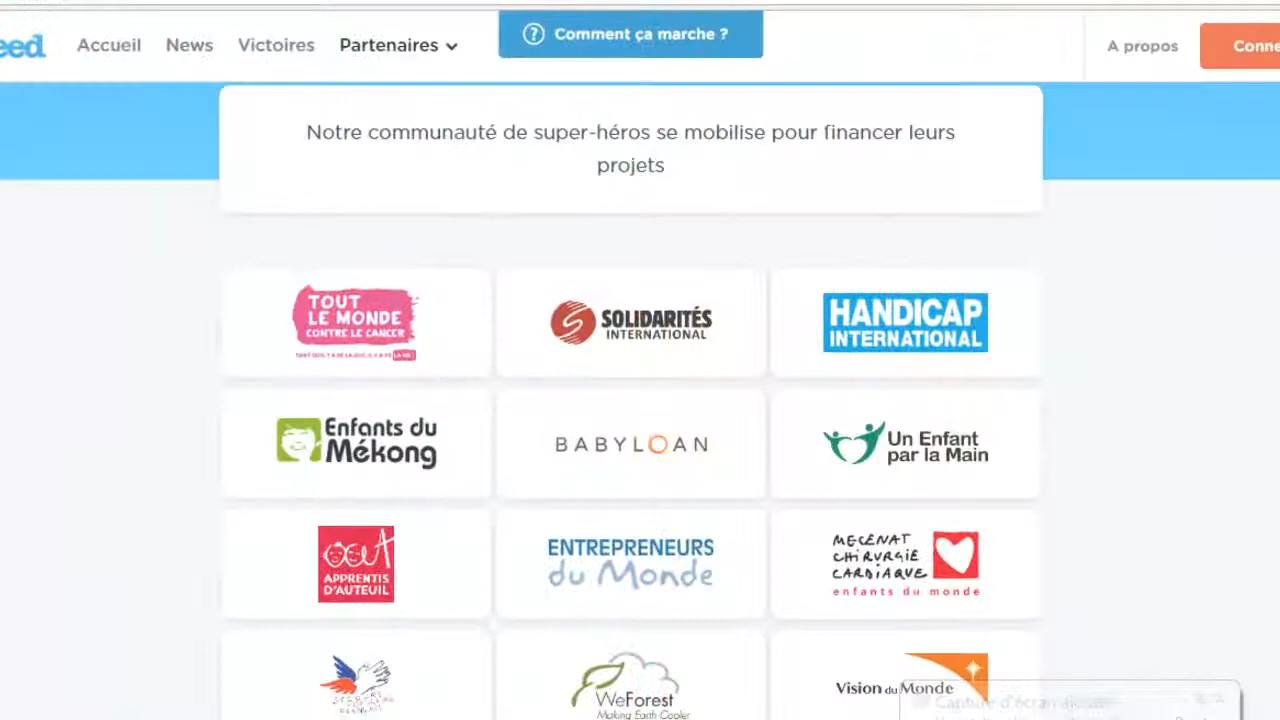 eed.
Accueil
News
Victoires
Partenaires
Comment ça marche ?
A propos
Conne
Notre communauté de super-héros se mobilise pour financer leurs
projets
TOUT
LE MONDE
CONTRE LE CANCER
SOLIDARITÉS
INTERNATIONAL
HANDICAP
INTERNATIONAL
Enfants du
Mékong
BABYLOAN
Un Enfant
par la Main
APPRENTIS
D'AUTEUIL
ENTREPRENEURS
du Monde
MECENAT
CHIRURGIE
CARDIAQUE
enfants du monde
WeForest
Making Earth Cooler
Vision du Monde
Capture d'écran